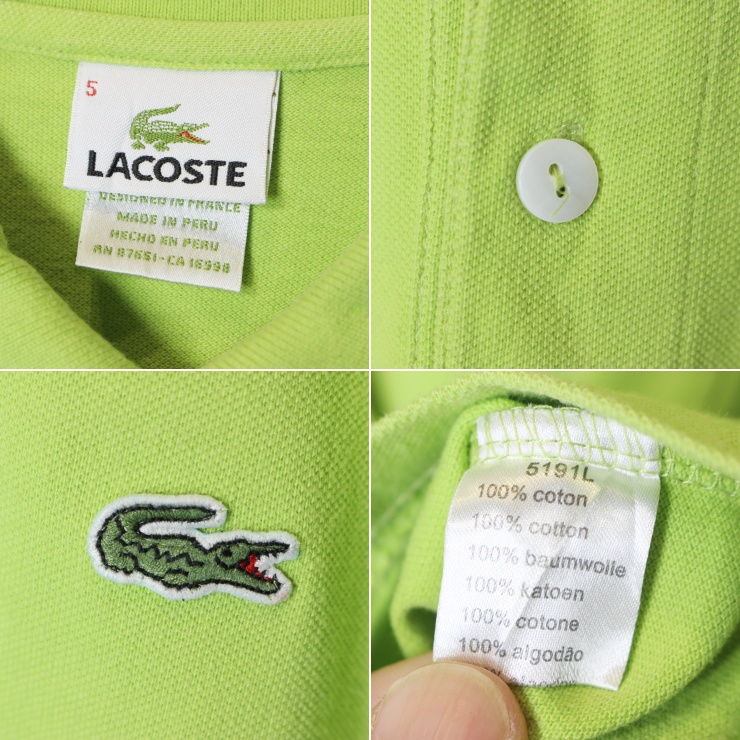 5
LACOSTE
DESIGNED IN FRANCE
MADE IN PERU
HECHO EN PERU
RN 87651-CA 16998
5191L
100% coton
100% cotton
100% baumwolle
100% katoen
100% cotone
100% algodâo